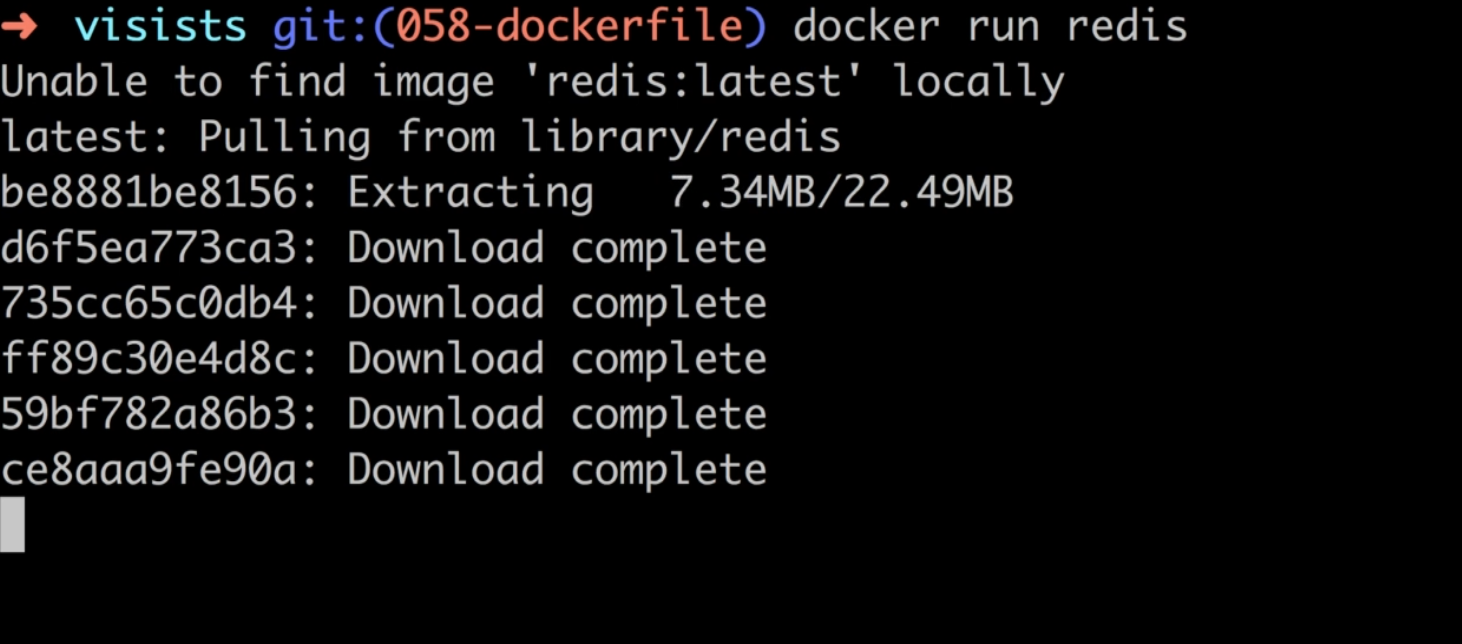 ➜ visists git:(058-dockerfile) docker run redis
Unable to find image 'redis:latest' locally
latest: Pulling from library/redis
be8881be8156: Extracting   7.34MB/22.49MB
d6f5ea773ca3: Download complete
735cc65c0db4: Download complete
ff89c30e4d8c: Download complete
59bf782a86b3: Download complete
ce8aaa9fe90a: Download complete